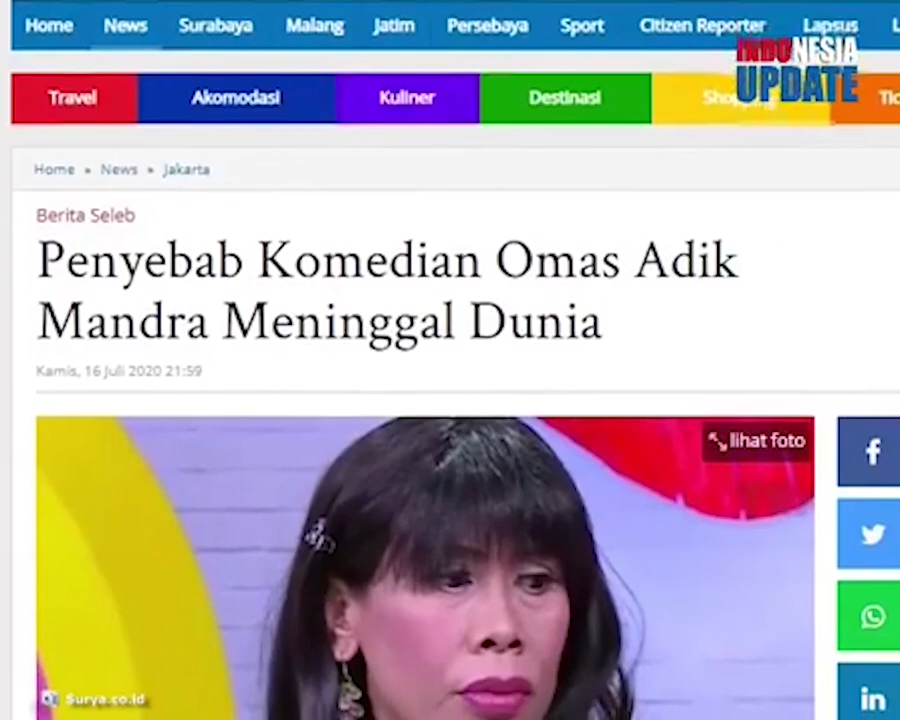 Home News Surabaya Malang Jatim Persebaya Sport Citizen Reporter Lapsus
INDONESIA
UPDATE
Travel Akomodasi Kuliner Destinasi
Home » News » Jakarta
Berita Seleb
Penyebab Komedian Omas Adik
Mandra Meninggal Dunia
Kamis, 16 Juli 2020 21:59
lihat foto
Surya.co.id